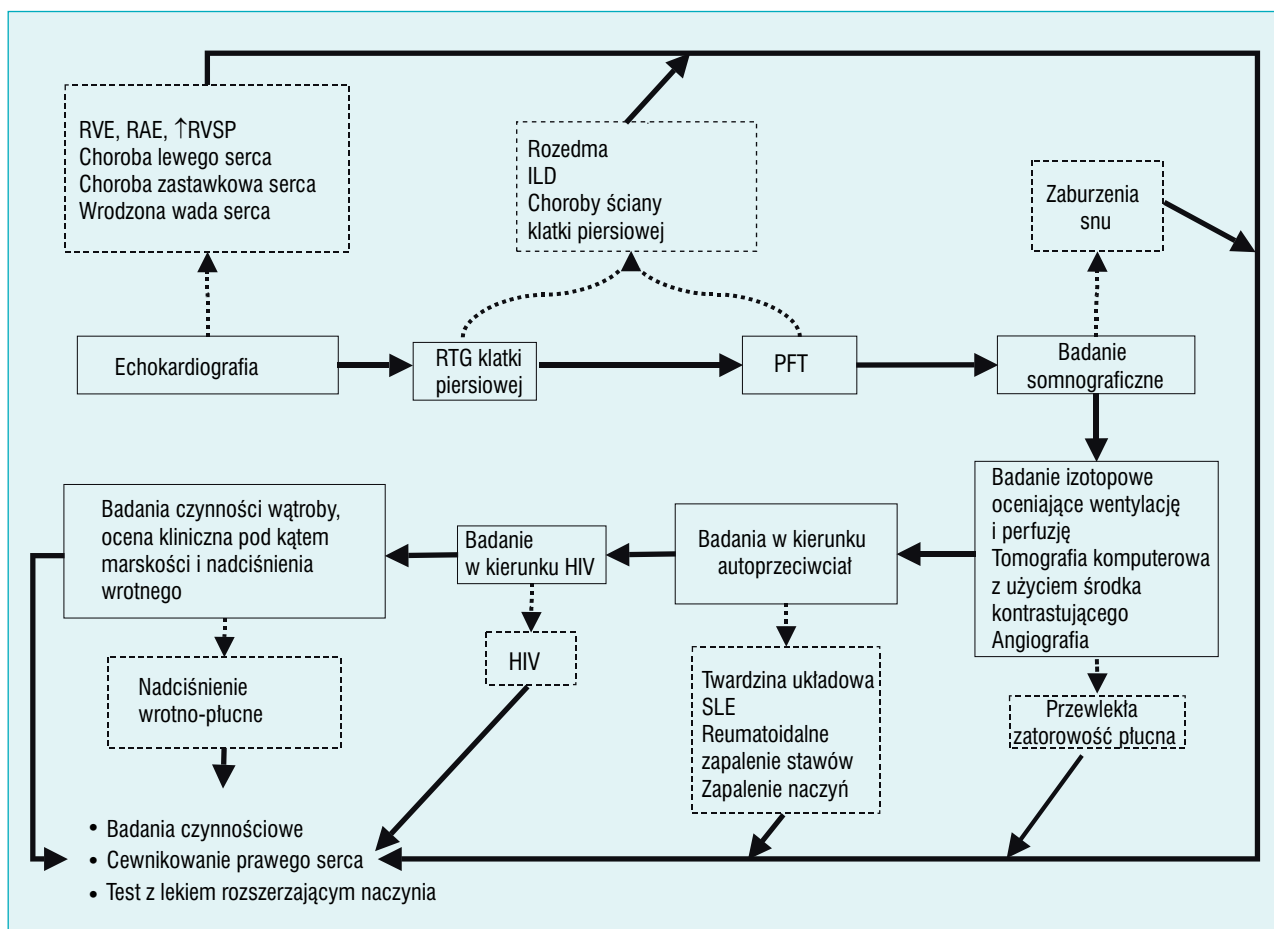 RVE, RAE, ↑RVSP
Choroba lewego serca
Choroba zastawkowa serca
Wrodzona wada serca
Rozedma
ILD
Choroby ściany
klatki piersiowej
Zaburzenia
snu
Echokardiografia
RTG klatki
piersiowej
PFT
Badanie
somnograficzne
Badania czynności wątroby,
ocena kliniczna pod kątem
marskości i nadciśnienia
wrotnego
Badanie
w kierunku HIV
Badania w kierunku
autoprzeciwciał
Badanie izotopowe
oceniające wentylację
i perfuzję
Tomografia komputerowa
z użyciem środka
kontrastującego
Angiografia
Nadciśnienie
wrotno-płucne
HIV
Twardzina układowa
SLE
Reumatoidalne
zapalenie stawów
Zapalenie naczyń
Przewlekła
zatorowość płucna
• Badania czynnościowe
• Cewnikowanie prawego serca
• Test z lekiem rozszerzającym naczynia